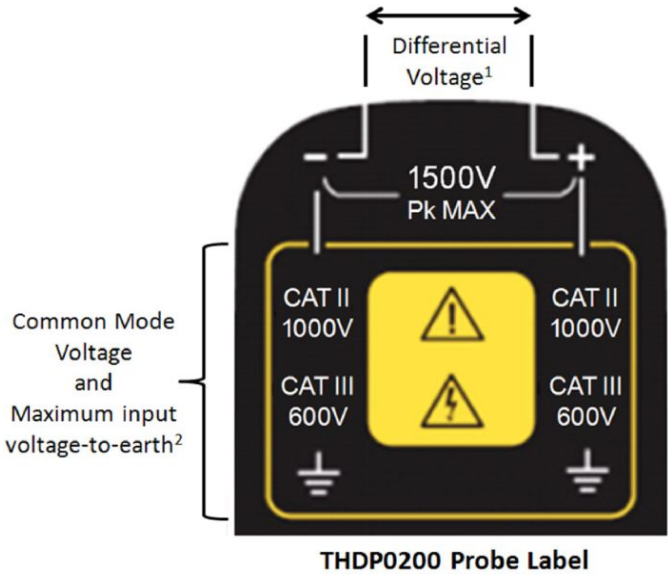 Differential
Voltage¹
- +
1500V
Pk MAX
CAT II
1000V
CAT III
600V
CAT II
1000V
CAT III
600V
Common Mode
Voltage
and
Maximum input
voltage-to-earth²
THDP0200 Probe Label